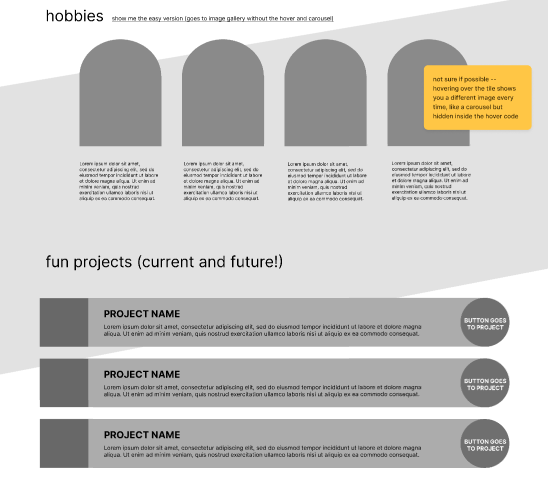 hobbies show me the easy version (goes to image gallery without the hover and carousel)
not sure if possible --
hovering over the tile shows
you a different image every
time, like a carousel but
hidden inside the hover code
Lorem ipsum dolor sit amet,
consectetur adipiscing elit, sed do
eiusmod tempor incididunt ut labore
et dolore magna aliqua. Ut enim ad
minim veniam, quis nostrud
exercitation ullamco laboris nisi ut
aliquip ex ea commodo consequat.
Lorem ipsum dolor sit amet,
consectetur adipiscing elit, sed do
eiusmod tempor incididunt ut labore
et dolore magna aliqua. Ut enim ad
minim veniam, quis nostrud
exercitation ullamco laboris nisi ut
aliquip ex ea commodo consequat.
Lorem ipsum dolor sit amet,
consectetur adipiscing elit, sed do
eiusmod tempor incididunt ut labore
et dolore magna aliqua. Ut enim ad
minim veniam, quis nostrud
exercitation ullamco laboris nisi ut
aliquip ex ea commodo consequat.
Lorem ipsum dolor sit amet,
consectetur adipiscing elit, sed do
eiusmod tempor incididunt ut labore
et dolore magna aliqua. Ut enim ad
minim veniam, quis nostrud
exercitation ullamco laboris nisi ut
aliquip ex ea commodo consequat.
fun projects (current and future!)
PROJECT NAME
Lorem ipsum dolor sit amet, consectetur adipiscing elit, sed do eiusmod tempor incididunt ut labore et dolore magna
aliqua. Ut enim ad minim veniam, quis nostrud exercitation ullamco laboris nisi ut aliquip ex ea commodo consequat.
BUTTON GOES
TO PROJECT
PROJECT NAME
Lorem ipsum dolor sit amet, consectetur adipiscing elit, sed do eiusmod tempor incididunt ut labore et dolore magna
aliqua. Ut enim ad minim veniam, quis nostrud exercitation ullamco laboris nisi ut aliquip ex ea commodo consequat.
BUTTON GOES
TO PROJECT
PROJECT NAME
Lorem ipsum dolor sit amet, consectetur adipiscing elit, sed do eiusmod tempor incididunt ut labore et dolore magna
aliqua. Ut enim ad minim veniam, quis nostrud exercitation ullamco laboris nisi ut aliquip ex ea commodo consequat.
BUTTON GOES
TO PROJECT